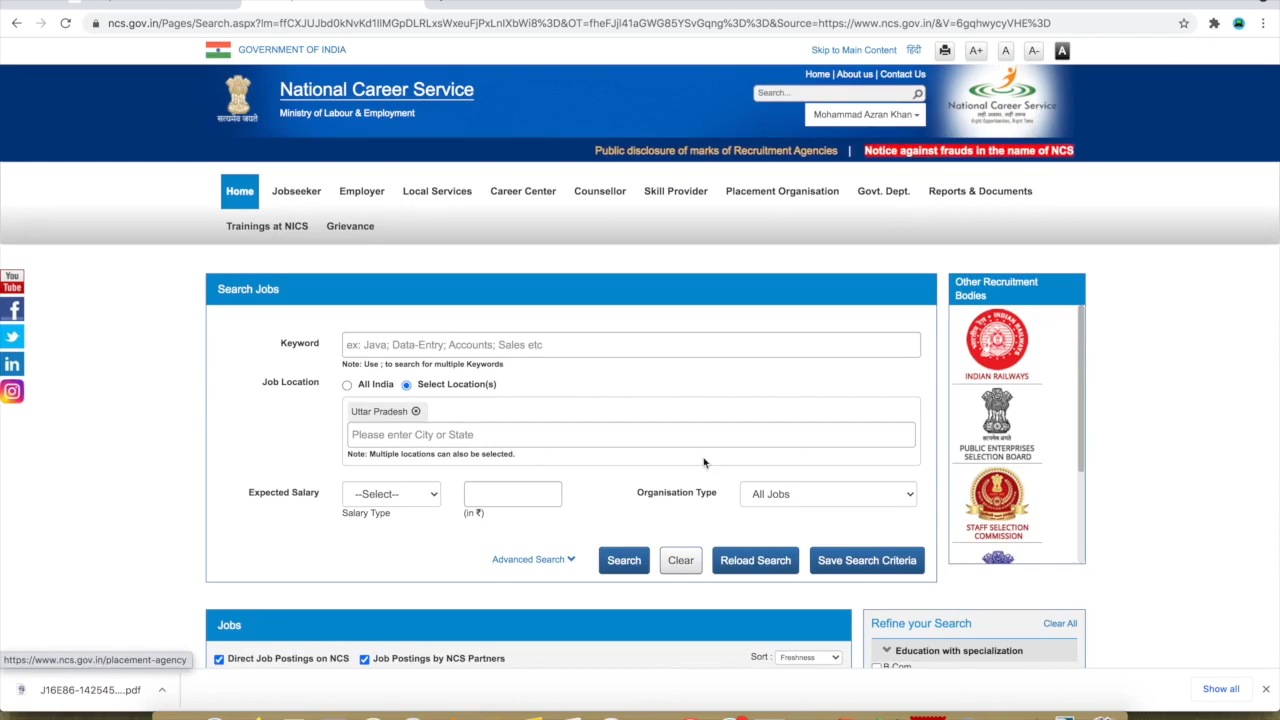 ncs.gov.in/Pages/Search.aspx?lm=ffCXJUJbd0kNvKd1lMGpDLRLxsWxeuFjPxLnIXbWi8%3D&OT=fheFJjl41aGWG85YSvGqng%3D%3D&Source=https://www.ncs.gov.in/&V=6gqhwycyVHE%3D
GOVERNMENT OF INDIA
Skip to Main Content हिंदी A+ A A- A
Home | About us | Contact Us
National Career Service
Search...
Ministry of Labour & Employment
Mohammad Azran Khan
National Career Service
सत्यमेव जयते
Public disclosure of marks of Recruitment Agencies | Notice against frauds in the name of NCS
Home Jobseeker Employer Local Services Career Center Counsellor Skill Provider Placement Organisation Govt. Dept. Reports & Documents
Trainings at NICS Grievance
You
Tube
Search Jobs
Other Recruitment
Bodies
Keyword
ex: Java; Data-Entry; Accounts; Sales etc
Note: Use ; to search for multiple Keywords
INDIAN RAILWAYS
Job Location
All India Select Location(s)
Uttar Pradesh
Please enter City or State
Note: Multiple locations can also be selected.
PUBLIC ENTERPRISES
SELECTION BOARD
Expected Salary
--Select--
Salary Type
(in ₹)
Organisation Type
All Jobs
STAFF SELECTION
COMMISSION
Advanced Search Search Clear Reload Search Save Search Criteria
Jobs
Refine your Search Clear All
Education with specialization
Direct Job Postings on NCS Job Postings by NCS Partners
Sort : Freshness
B.Com
https://www.ncs.gov.in/placement-agency
J16E86-142545....pdf
Show all